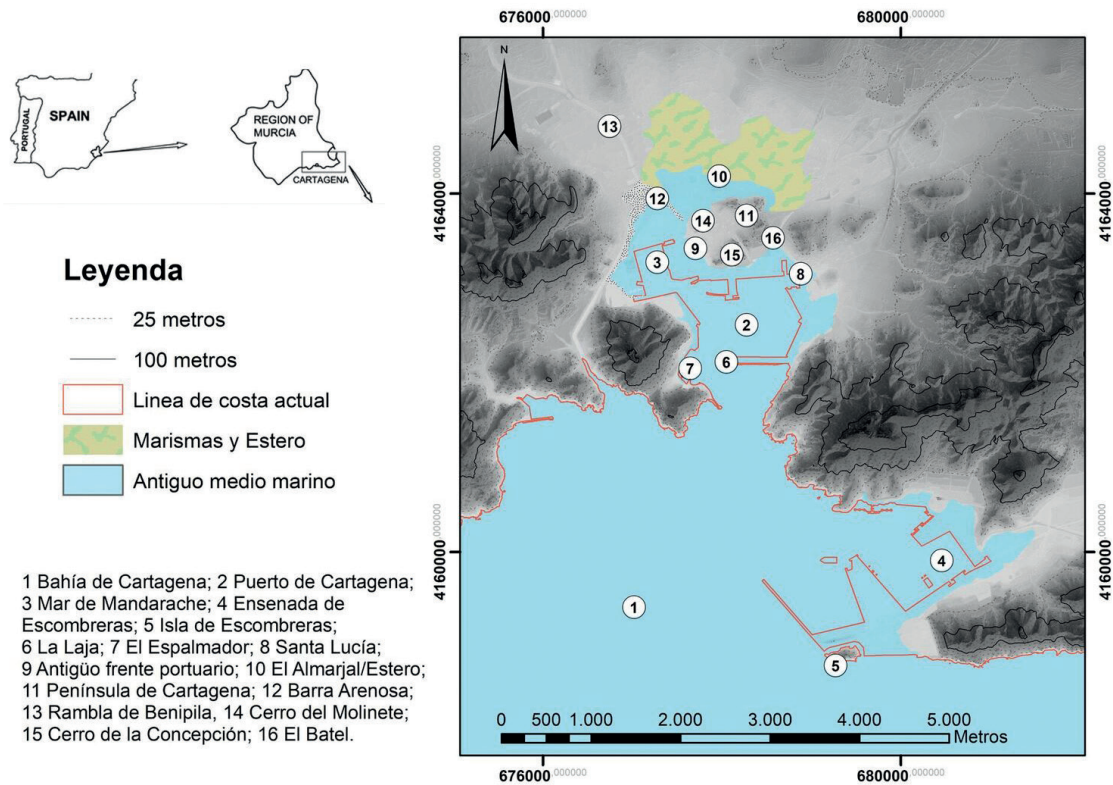 676000,000000
680000,000000
PORTUGAL
SPAIN
REGION OF
MURCIA
CARTAGENA
N
4164000,000000
4164000,000000
4160000,000000
4160000,000000
Leyenda
25 metros
100 metros
Linea de costa actual
Marismas y Estero
Antiguo medio marino
1 Bahía de Cartagena; 2 Puerto de Cartagena;
3 Mar de Mandarache; 4 Ensenada de
Escombreras; 5 Isla de Escombreras;
6 La Laja; 7 El Espalmador; 8 Santa Lucía;
9 Antigüo frente portuario; 10 El Almarjal/Estero;
11 Península de Cartagena; 12 Barra Arenosa;
13 Rambla de Benipila, 14 Cerro del Molinete;
15 Cerro de la Concepción; 16 El Batel.
13
10
12
11
14
16
9
15
3
8
2
6
7
4
1
5
0 500 1.000 2.000 3.000 4.000 5.000
Metros
676000,000000
680000,000000